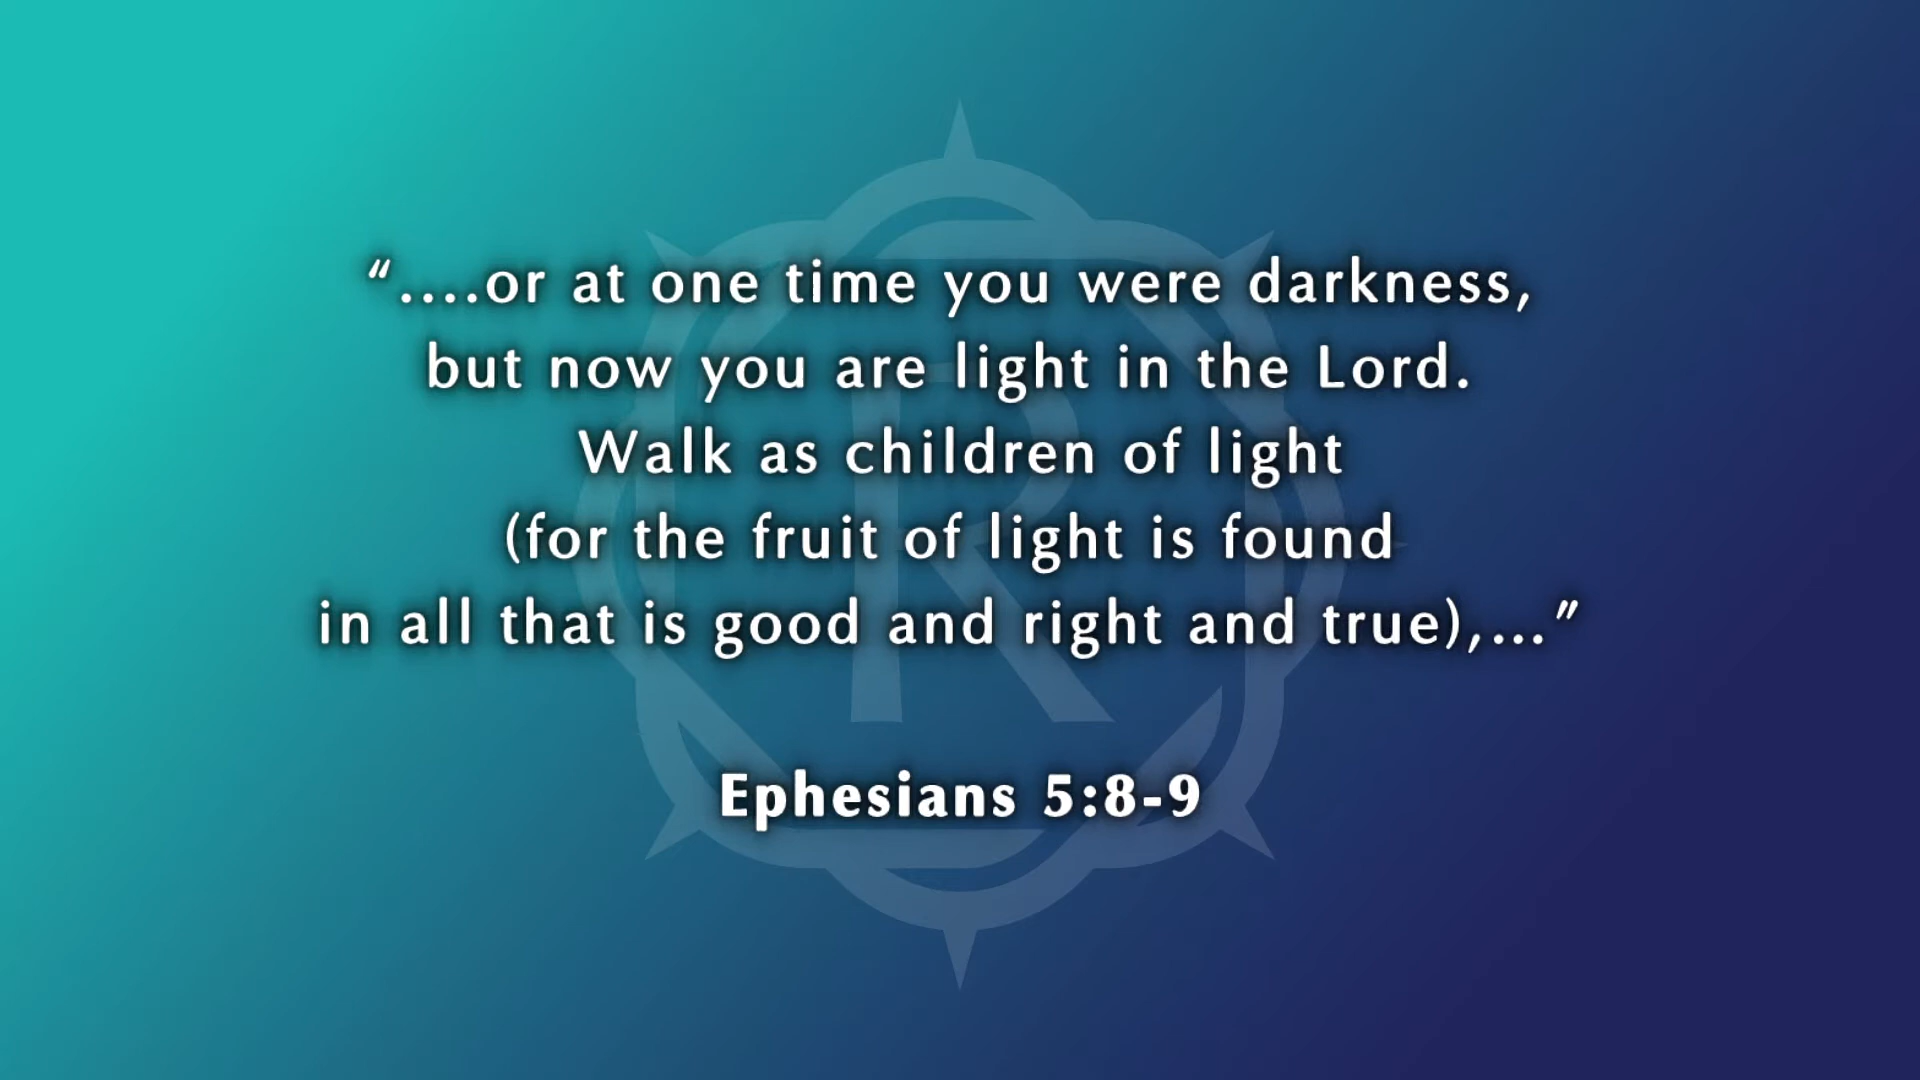 “....or at one time you were darkness,
but now you are light in the Lord.
Walk as children of light
(for the fruit of light is found
in all that is good and right and true),...”
Ephesians 5:8-9
R